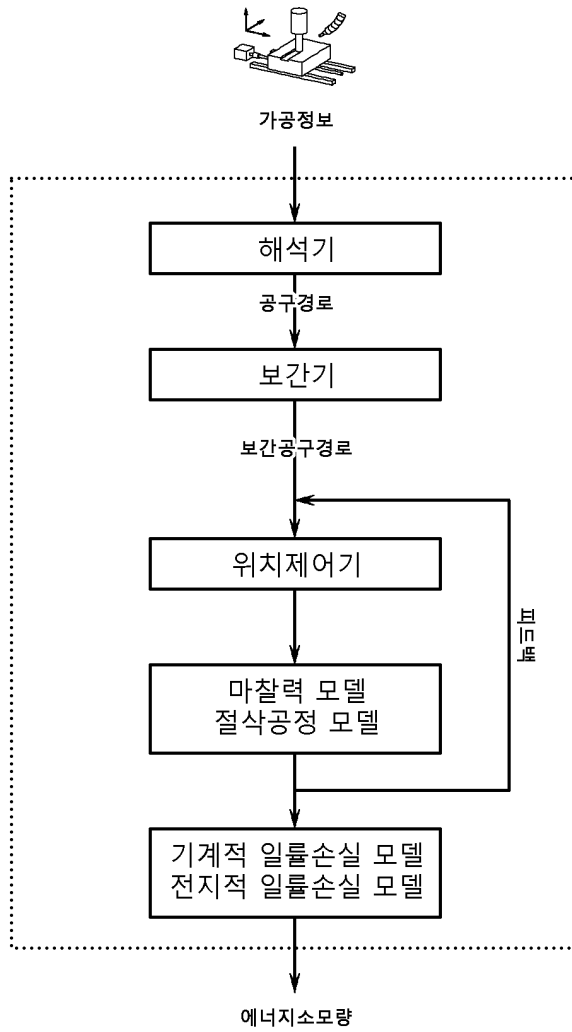 가공정보
해석기
공구경로
보간기
보간공구경로
위치제어기
피드백
마찰력 모델
절삭공정 모델
기계적 일률손실 모델
전지적 일률손실 모델
에너지소모량